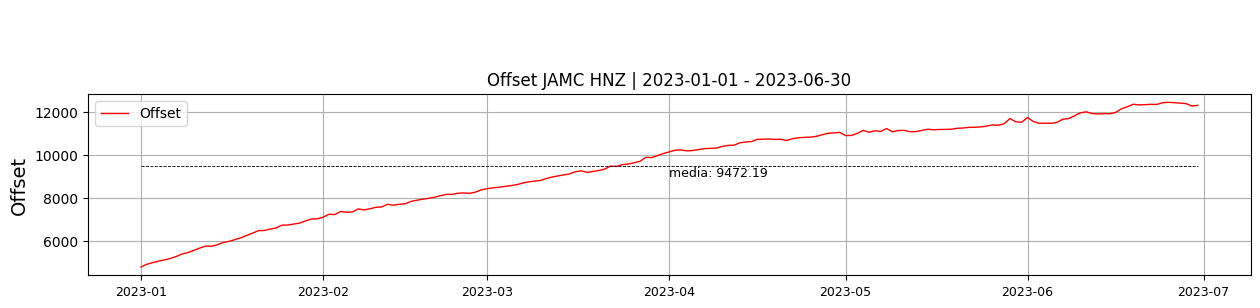 Offset JAMC HNZ | 2023-01-01 - 2023-06-30
Offset
12000
10000
8000
6000
Offset
media: 9472.19
2023-01 2023-02 2023-03 2023-04 2023-05 2023-06 2023-07